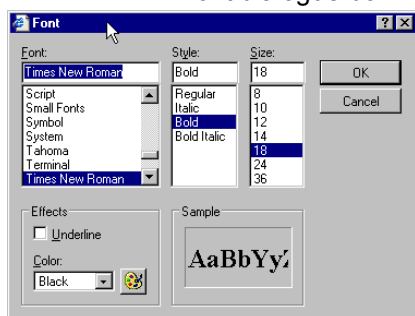 Font
Font: Style: Size:
Times New Roman Bold 18 OK
Script Regular 8 Cancel
Small Fonts Italic 10
Symbol Bold 12
System Bold Italic 14
Tahoma 18
Terminal 24
Times New Roman 36
Effects Sample
Underline
Color:
Black
AaBbYyZ